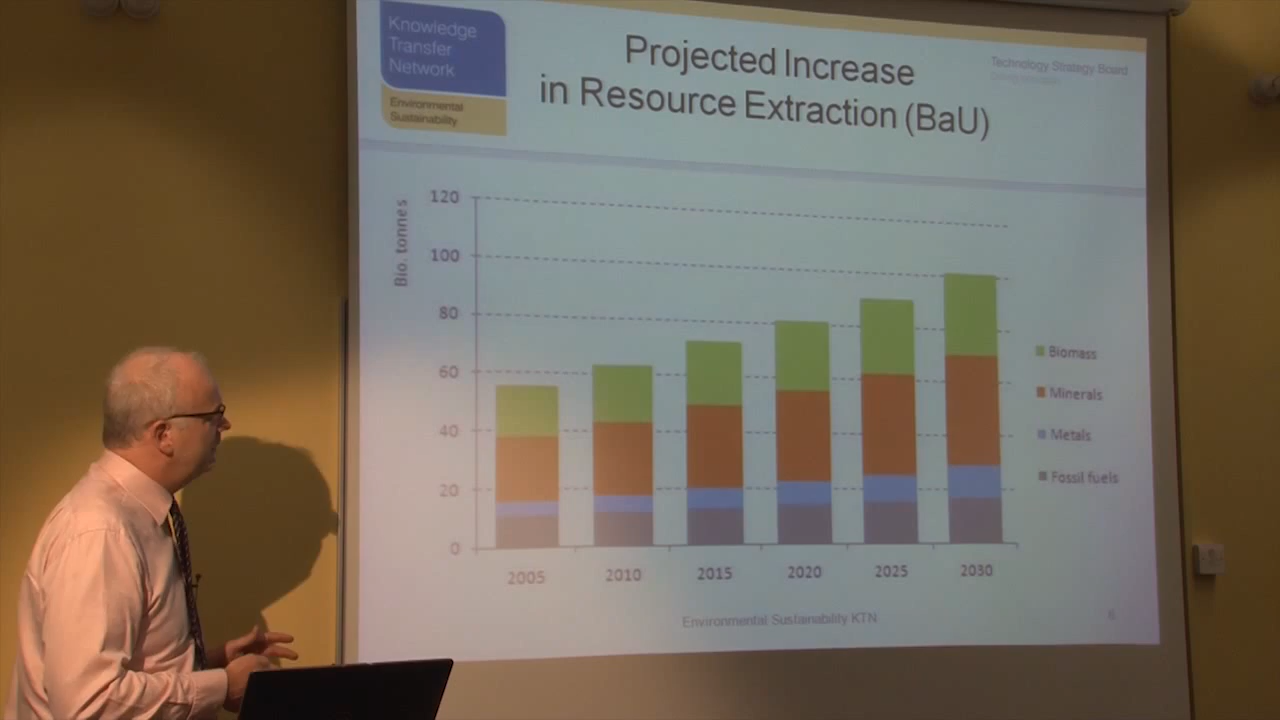 Knowledge
Transfer
Network
Environmental
Sustainability
Projected Increase
in Resource Extraction (BaU)
Technology Strategy Board
Bio. tonnes
120
100
80
60
40
20
0
2005
2010
2015
2020
2025
2030
Biomass
Minerals
Metals
Fossil fuels
Environmental Sustainability KTN
6